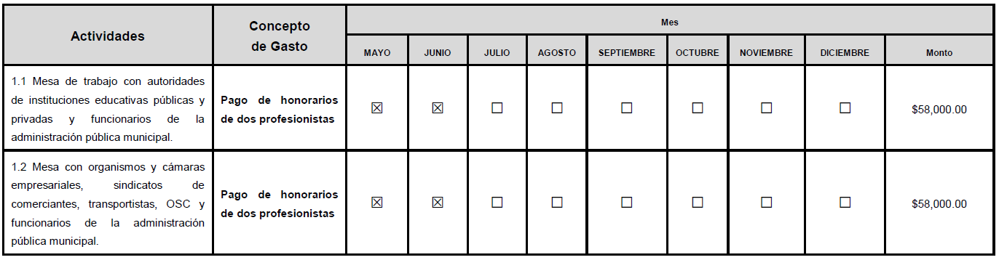 Actividades
Concepto
de Gasto
Mes
MAYO
JUNIO
JULIO
AGOSTO
SEPTIEMBRE
OCTUBRE
NOVIEMBRE
DICIEMBRE
Monto
1.1 Mesa de trabajo con autoridades
de instituciones educativas públicas y
privadas y funcionarios de la
administración pública municipal.
Pago de honorarios
de dos profesionistas
☒ ☒ ☐ ☐ ☐ ☐ ☐ ☐
$58,000.00
1.2 Mesa con organismos y cámaras
empresariales, sindicatos de
comerciantes, transportistas, OSC y
funcionarios de la administración
pública municipal.
Pago de honorarios
de dos profesionistas
☒ ☒ ☐ ☐ ☐ ☐ ☐ ☐
$58,000.00